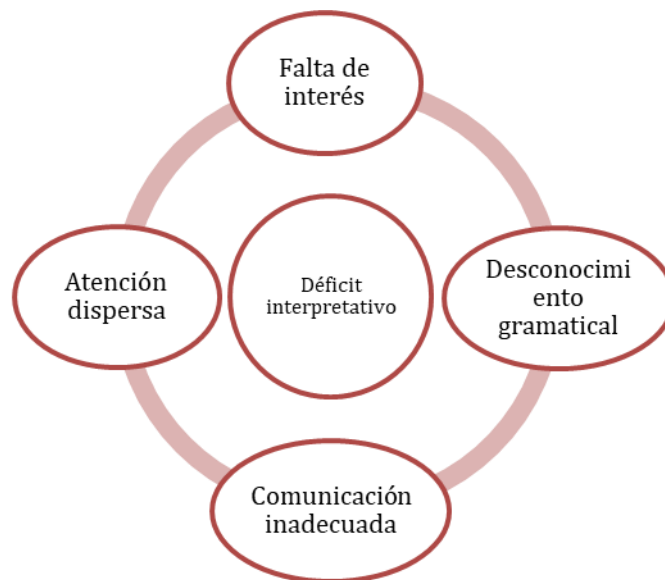 Falta de
interés
Atención
dispersa
Déficit
interpretativo
Desconocimi
ento
gramatical
Comunicación
inadecuada